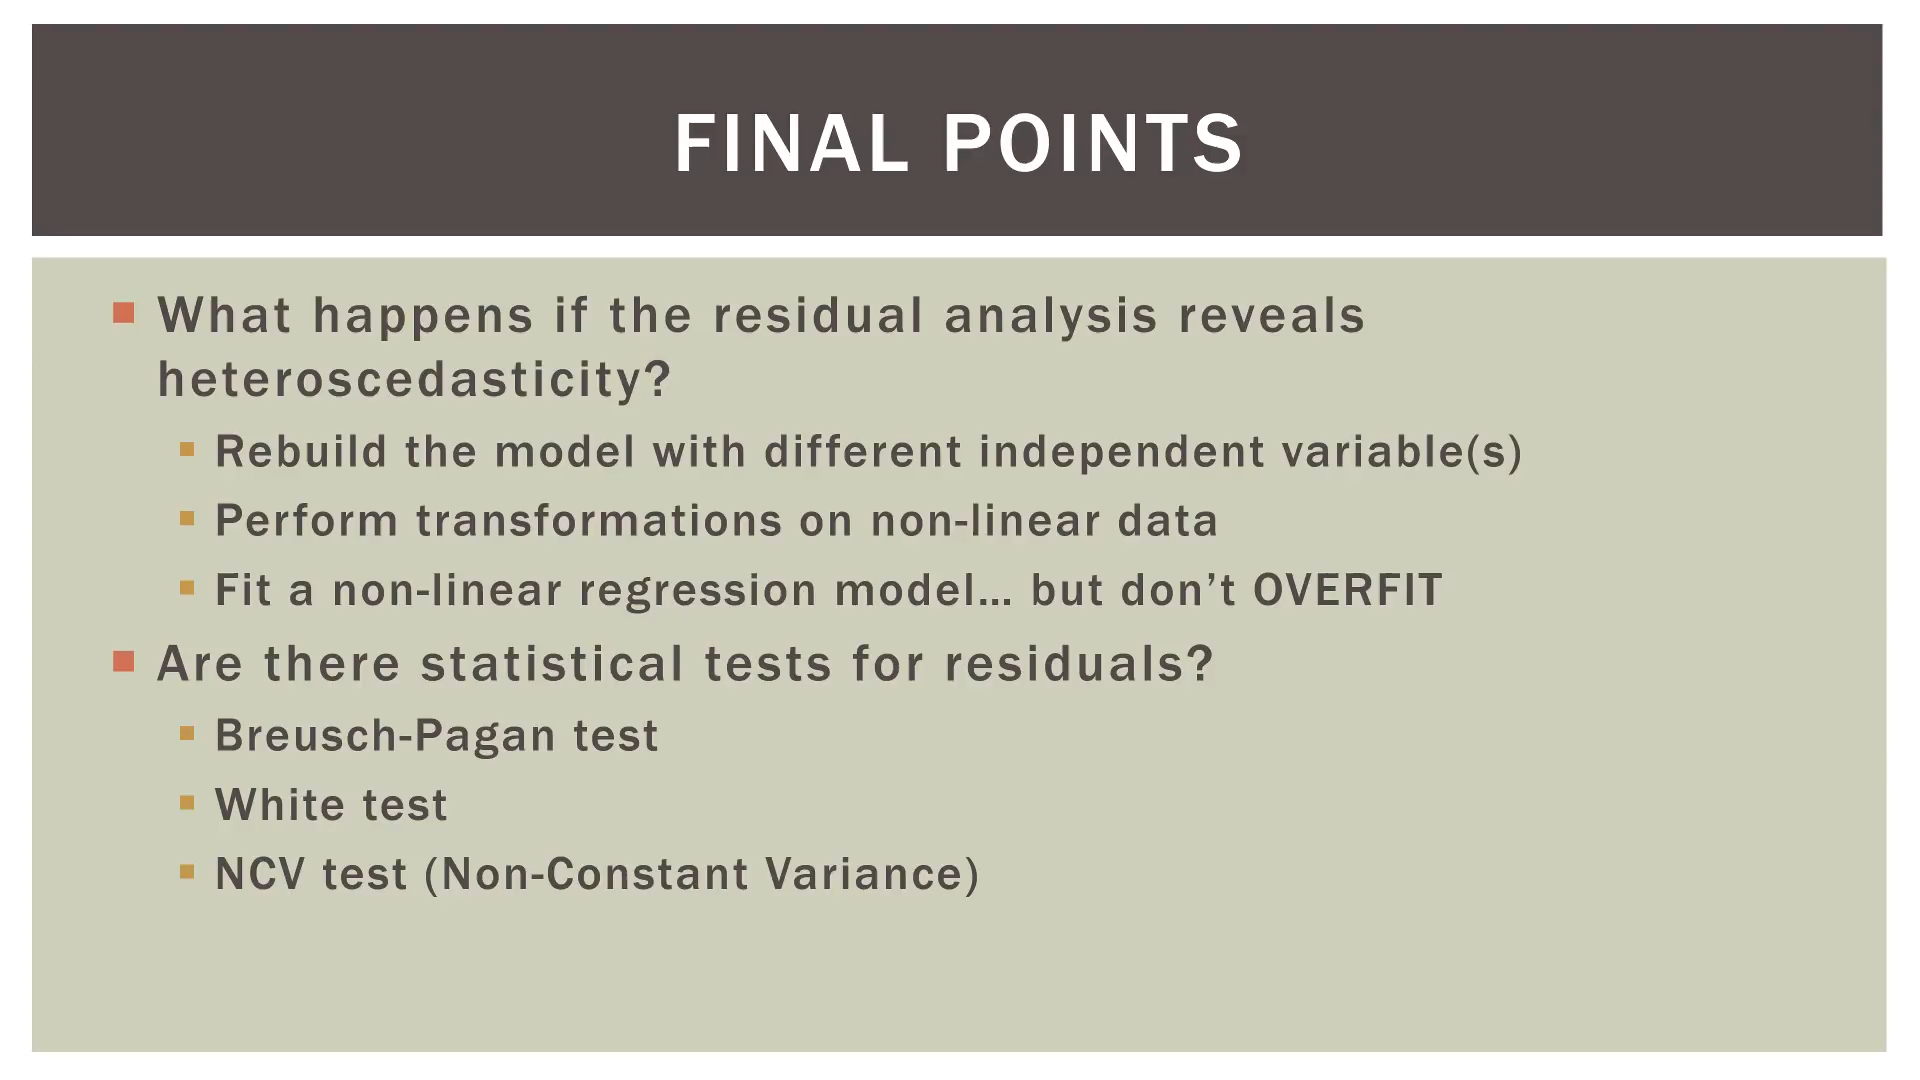 FINAL POINTS
What happens if the residual analysis reveals
heteroscedasticity?
Rebuild the model with different independent variable(s)
Perform transformations on non-linear data
Fit a non-linear regression model... but don’t OVERFIT
Are there statistical tests for residuals?
Breusch-Pagan test
White test
NCV test (Non-Constant Variance)